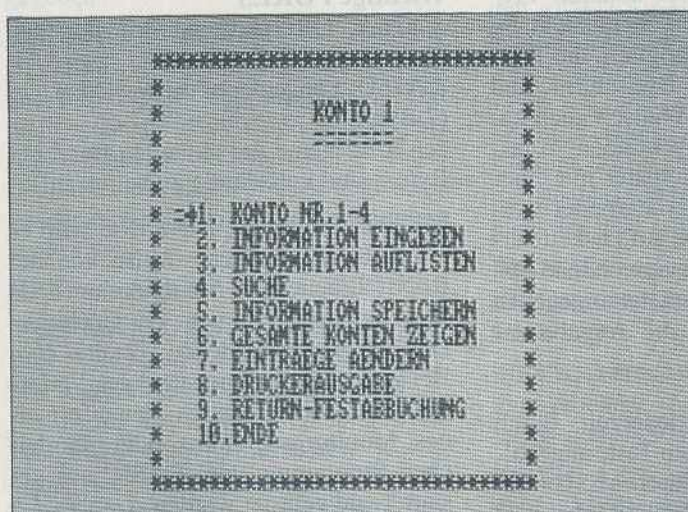 *********************************
* *
* KONTO 1 *
* ======= *
* *
* *
* =>1. KONTO NR.1-4 *
* 2. INFORMATION EINGEBEN *
* 3. INFORMATION AUFLISTEN *
* 4. SUCHE *
* 5. INFORMATION SPEICHERN *
* 6. GESAMTE KONTEN ZEIGEN *
* 7. EINTRAEGE AENDERN *
* 8. DRUCKERAUSGABE *
* 9. RETURN-FESTABBUCHUNG *
* 10.ENDE *
* *
*********************************